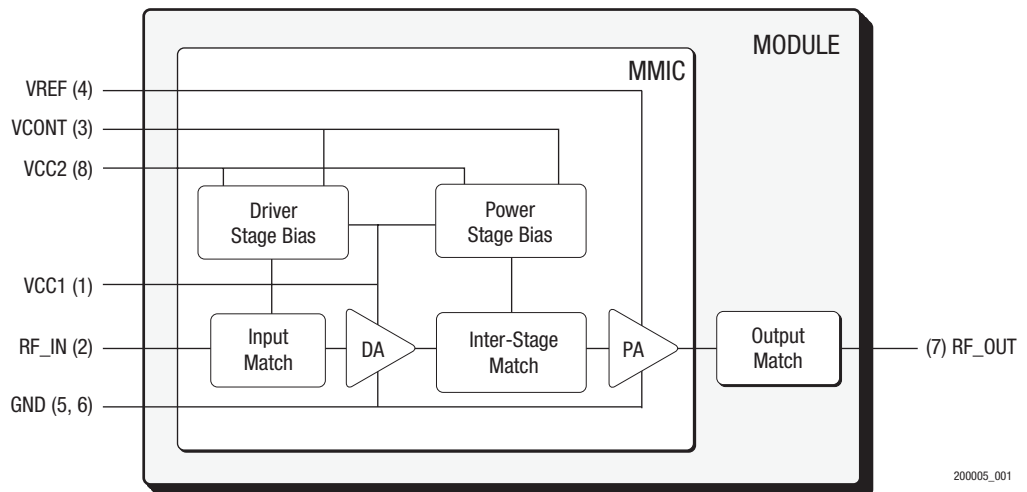 MODULE
MMIC
VREF (4)
VCONT (3)
VCC2 (8)
Driver
Stage Bias
Power
Stage Bias
VCC1 (1)
RF_IN (2)
Input
Match
DA
Inter-Stage
Match
PA
Output
Match
(7) RF_OUT
GND (5, 6)
200005_001